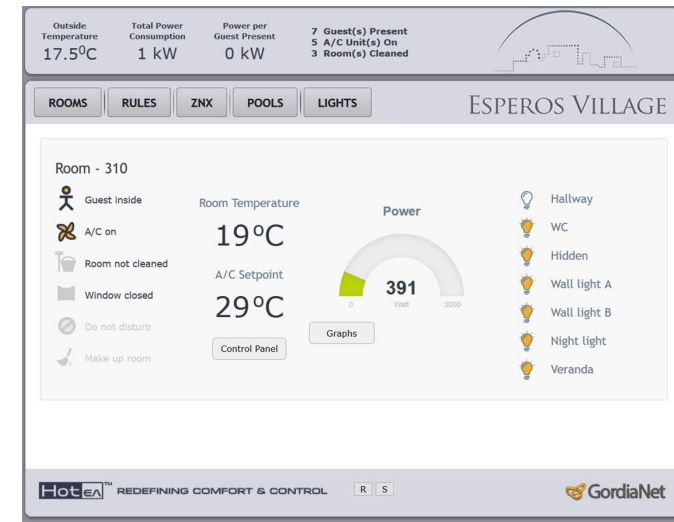 Outside Temperature
17.5⁰C
Total Power Consumption
1 kW
Power per Guest Present
0 kW
7 Guest(s) Present
5 A/C Unit(s) On
3 Room(s) Cleaned
ROOMS RULES ZNX POOLS LIGHTS
ESPEROS VILLAGE
Room - 310
Guest inside
A/C on
Room not cleaned
Window closed
Do not disturb
Make up room
Room Temperature
19°C
A/C Setpoint
29°C
Control Panel
Power
391
0 Watt 3000
Graphs
Hallway
WC
Hidden
Wall light A
Wall light B
Night light
Veranda
HotEA™ REDEFINING COMFORT & CONTROL
R S
GordiaNet